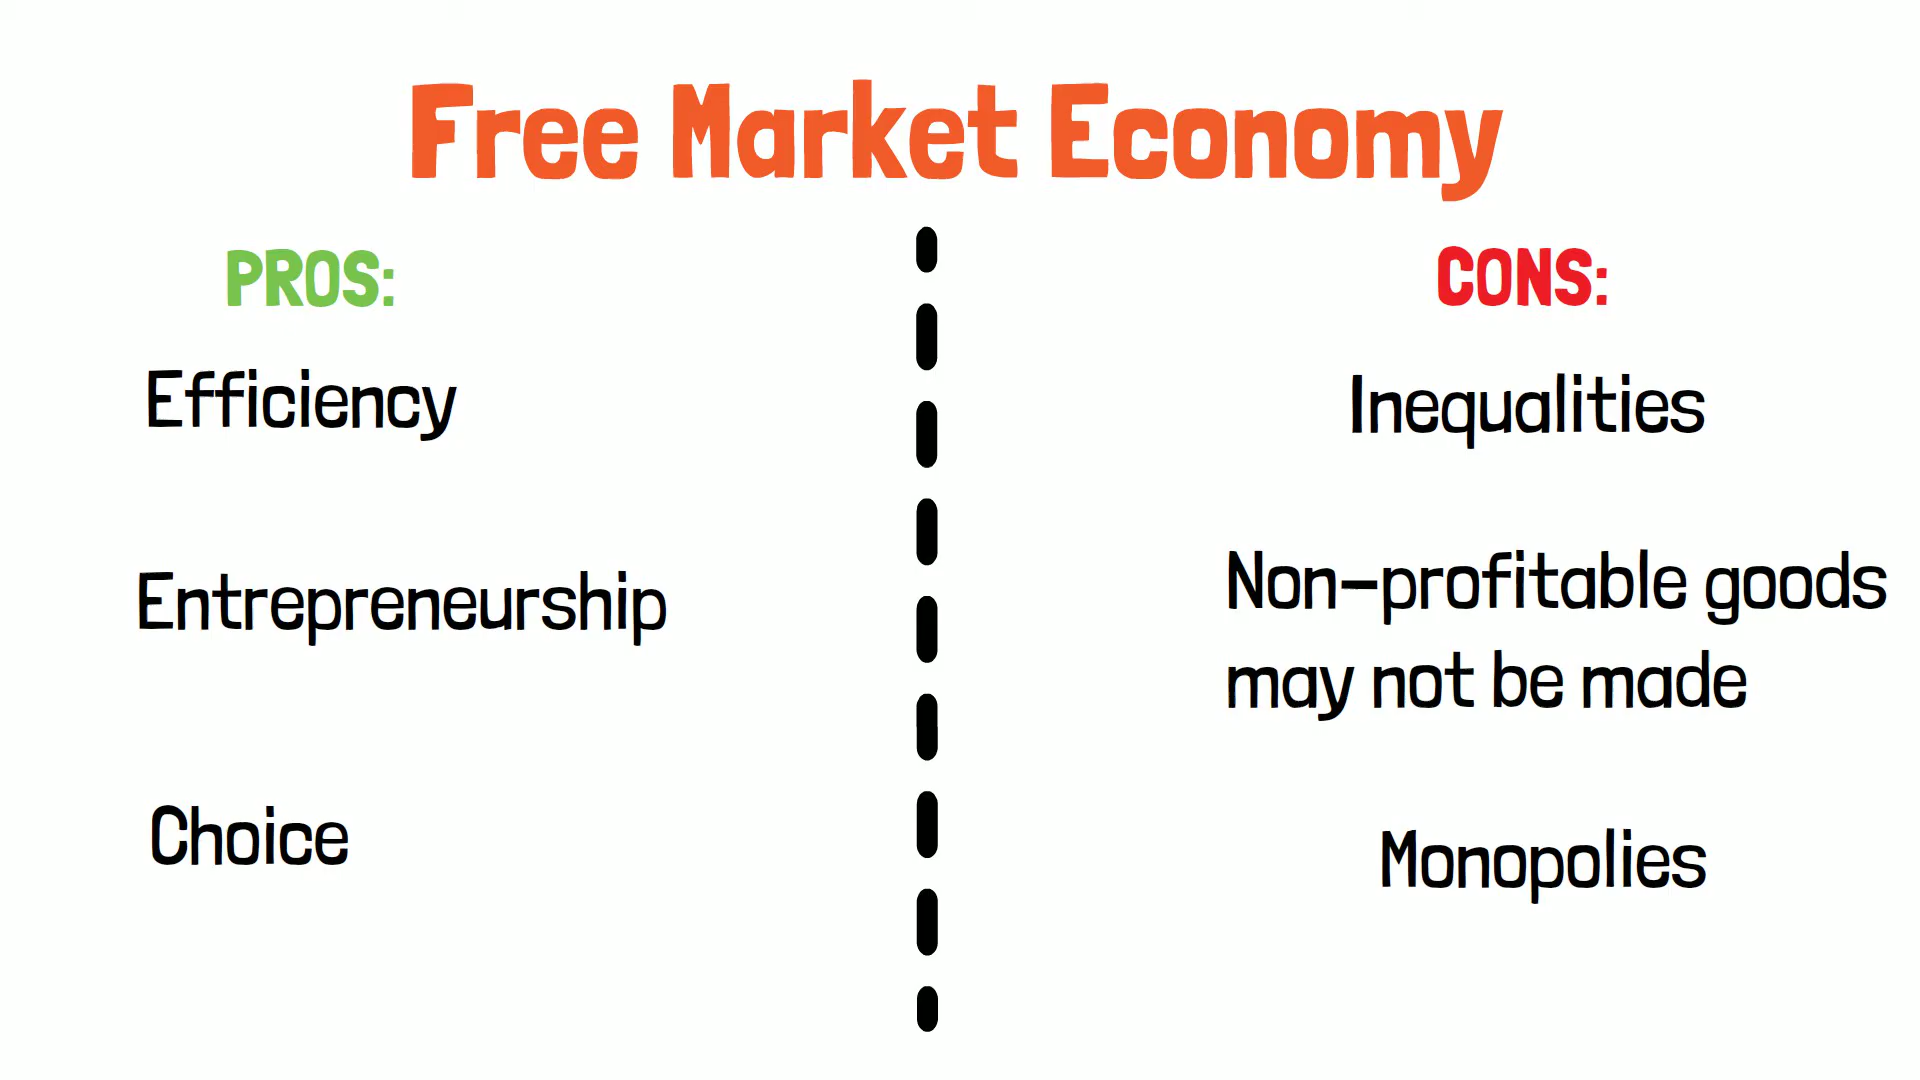 Free Market Economy
PROS:
Efficiency
Entrepreneurship
Choice
CONS:
Inequalities
Non-profitable goods
may not be made
Monopolies